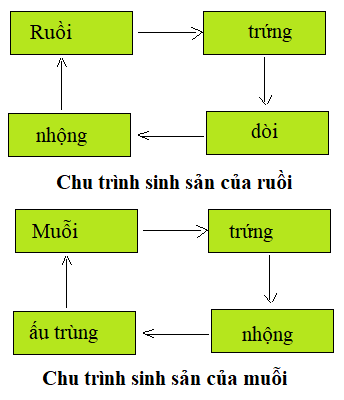 Ruồi trứng
nhộng dòi
Chu trình sinh sản của ruồi
Muỗi trứng
ấu trùng nhộng
Chu trình sinh sản của muỗi